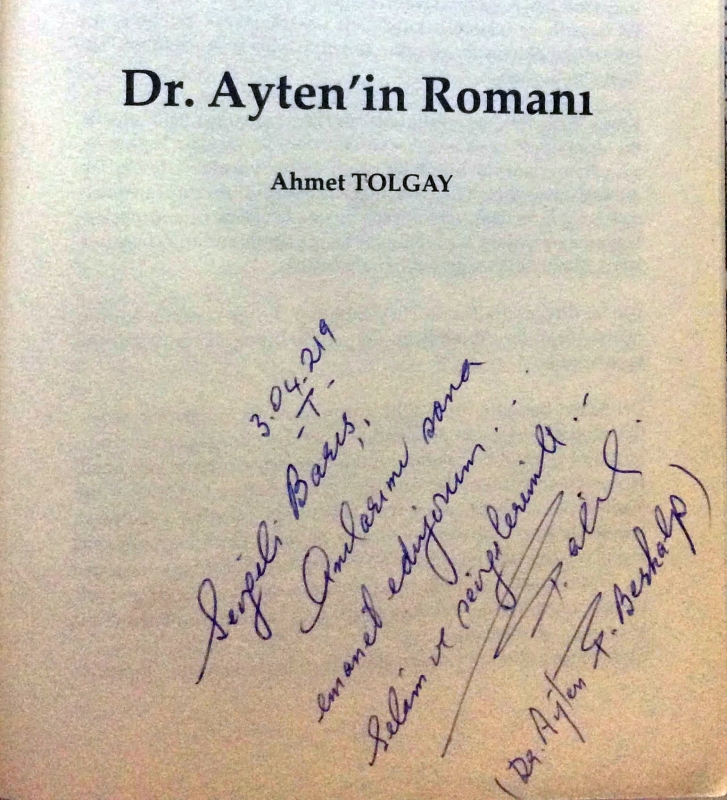 Dr. Ayten'in Romanı
Ahmet TOLGAY
3.04.219
Sevgili Barış,
Anılarımı sana
emanet ediyorum...
Selâm ve sevgilerimle.-
(Dr. Ayten F. Berkalp)